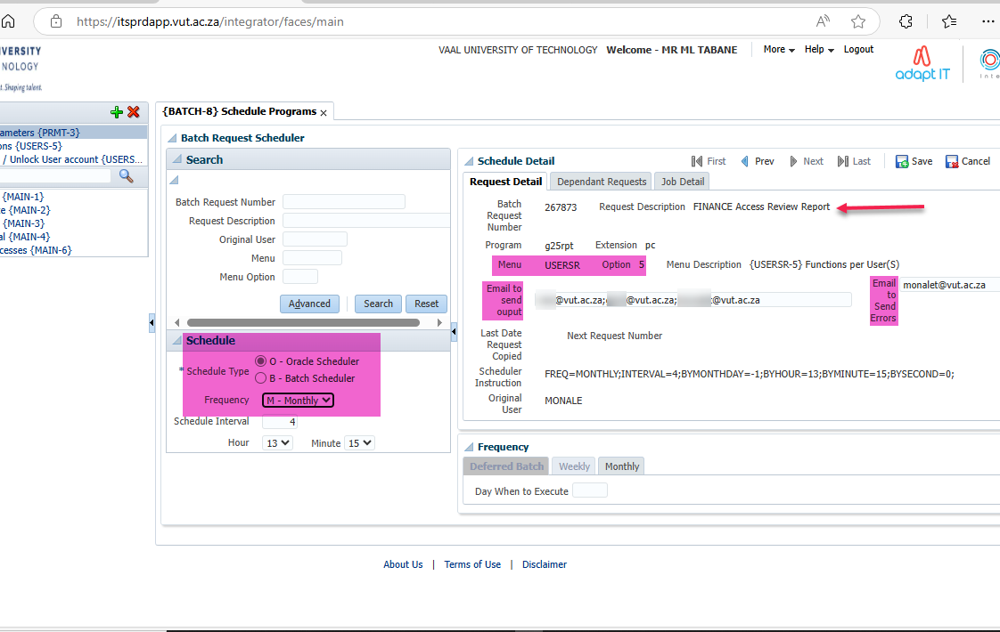 https://itsprdapp.vut.ac.za/integrator/faces/main
VERSITY
NOLOGY
t. Shaping talent.
VAAL UNIVERSITY OF TECHNOLOGY Welcome - MR ML TABANE More Help Logout
adapt IT
inte
ameters {PRMT-3}
ons {USERS-5}
/ Unlock User account {USERS...
{MAIN-1}
e {MAIN-2}
{MAIN-3}
al {MAIN-4}
cesses {MAIN-6}
{BATCH-8} Schedule Programs
Batch Request Scheduler
Search
Batch Request Number
Request Description
Original User
Menu
Menu Option
Advanced Search Reset
Schedule
* Schedule Type O - Oracle Scheduler
B - Batch Scheduler
Frequency M - Monthly
Schedule Interval 4
Hour 13 Minute 15
Schedule Detail First Prev Next Last Save Cancel
Request Detail Dependant Requests Job Detail
Batch Request Number 267873 Request Description FINANCE Access Review Report
Program g25rpt Extension pc
Menu USERSR Option 5 Menu Description {USERSR-5} Functions per User(S)
Email to send ouput @vut.ac.za; @vut.ac.za; t@vut.ac.za Email to Send Errors monalet@vut.ac.za
Last Date Request Copied Next Request Number
Scheduler Instruction FREQ=MONTHLY;INTERVAL=4;BYMONTHDAY=-1;BYHOUR=13;BYMINUTE=15;BYSECOND=0;
Original User MONALE
Frequency
Deferred Batch Weekly Monthly
Day When to Execute
About Us | Terms of Use | Disclaimer